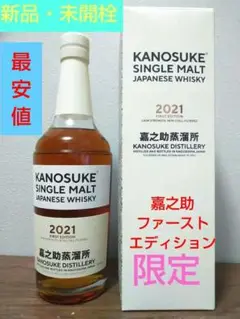 新品・未開栓
最
安
値
KANOSUKE
SINGLE MALT
JAPANESE WHISKY
2021
FIRST EDITION
嘉之助蒸溜所
KANOSUKE DISTILLERY
KANOSUKE
SINGLE MALT
JAPANESE WHISKY
2021
FIRST EDITION
嘉之助蒸溜所
KANOSUKE DISTILLERY
嘉之助
ファースト
エディション
限定